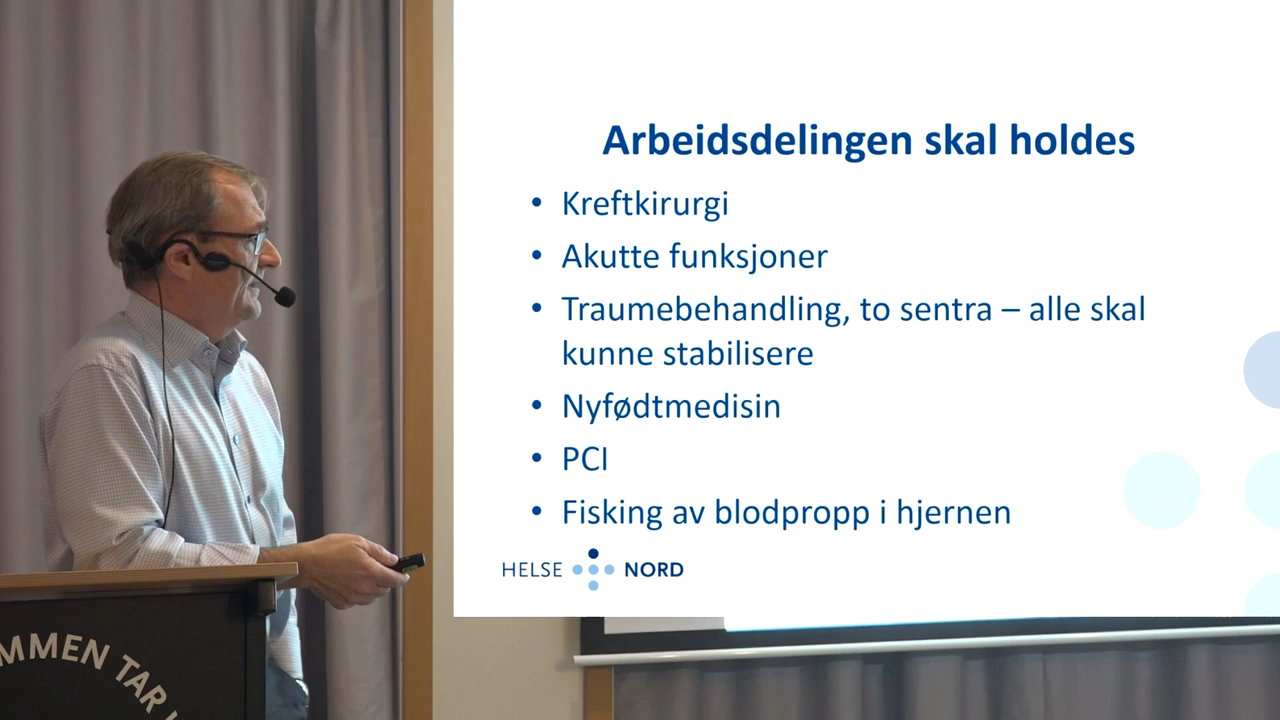 Arbeidsdelingen skal holdes
• Kreftkirurgi
• Akutte funksjoner
• Traumebehandling, to sentra – alle skal
kunne stabilisere
• Nyfødtmedisin
• PCI
• Fisking av blodpropp i hjernen
HELSE NORD
MMEN TAR